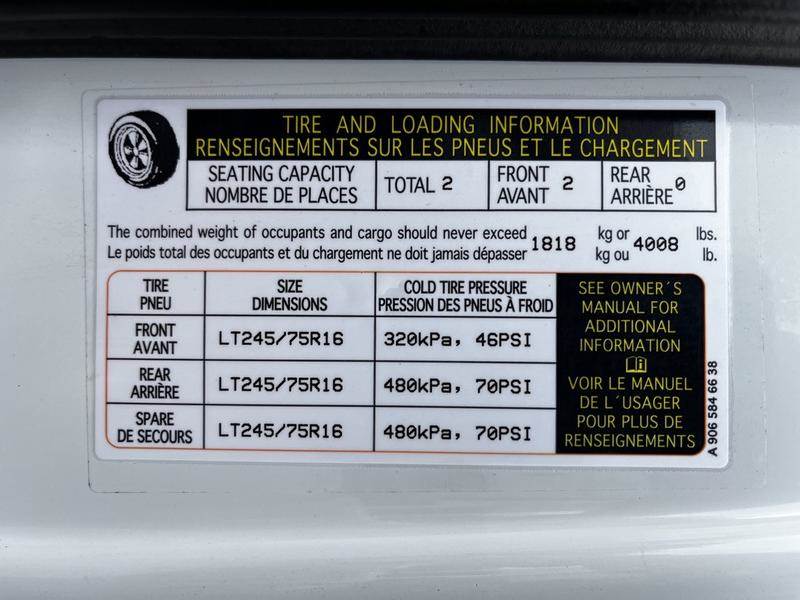 TIRE AND LOADING INFORMATION
RENSEIGNEMENTS SUR LES PNEUS ET LE CHARGEMENT
SEATING CAPACITY
NOMBRE DE PLACES
TOTAL 2
FRONT
AVANT 2
REAR
ARRIÈRE 0
The combined weight of occupants and cargo should never exceed
Le poids total des occupants et du chargement ne doit jamais dépasser
1818
kg or
kg ou
4008
lbs.
lb.
TIRE
PNEU
SIZE
DIMENSIONS
COLD TIRE PRESSURE
PRESSION DES PNEUS À FROID
FRONT
AVANT
LT245/75R16
320kPa, 46PSI
REAR
ARRIÈRE
LT245/75R16
480kPa, 70PSI
SPARE
DE SECOURS
LT245/75R16
480kPa, 70PSI
SEE OWNER´S
MANUAL FOR
ADDITIONAL
INFORMATION
VOIR LE MANUEL
DE L´USAGER
POUR PLUS DE
RENSEIGNEMENTS
A 906 584 66 38